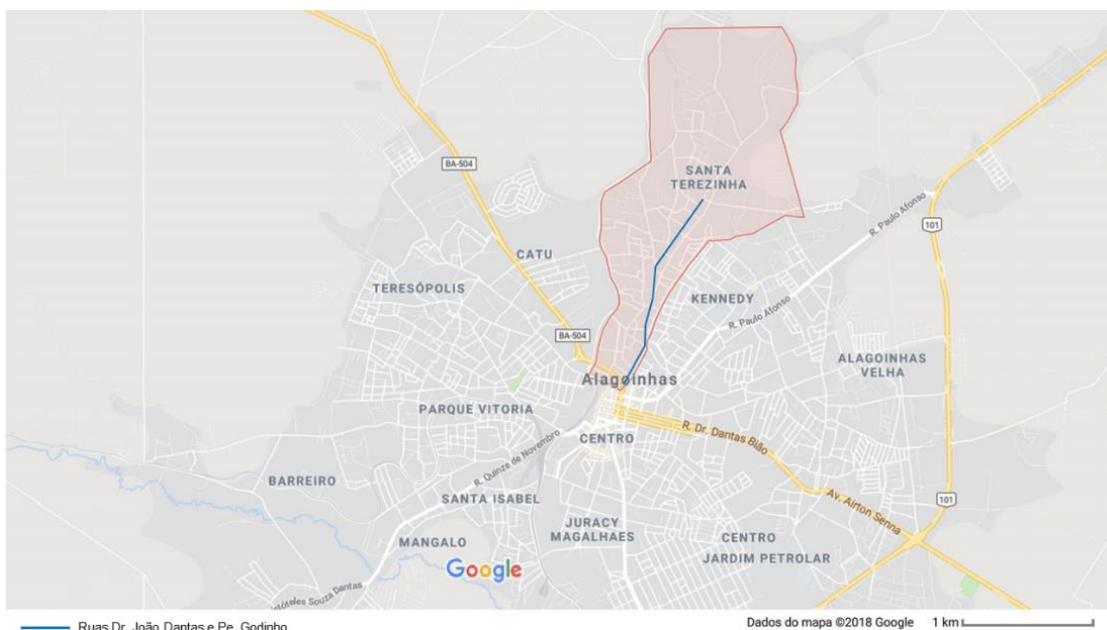 BA-504
SANTA
TEREZINHA
R. Paulo Afonso
101
CATU
TERESÓPOLIS
KENNEDY
R. Paulo Afonso
BA-504
ALAGOINHAS
VELHA
Alagoinhas
PARQUE VITORIA
CENTRO
R. Dr. Dantas Bião
R. Quinze de Novembro
BARREIRO
SANTA ISABEL
Av. Airton Senna
101
JURACY
MAGALHAES
CENTRO
MANGALO
JARDIM PETROLAR
Google
Souza Dantas
Ruas Dr. João Dantas e Pe. Godinho
Dados do mapa ©2018 Google 1 km